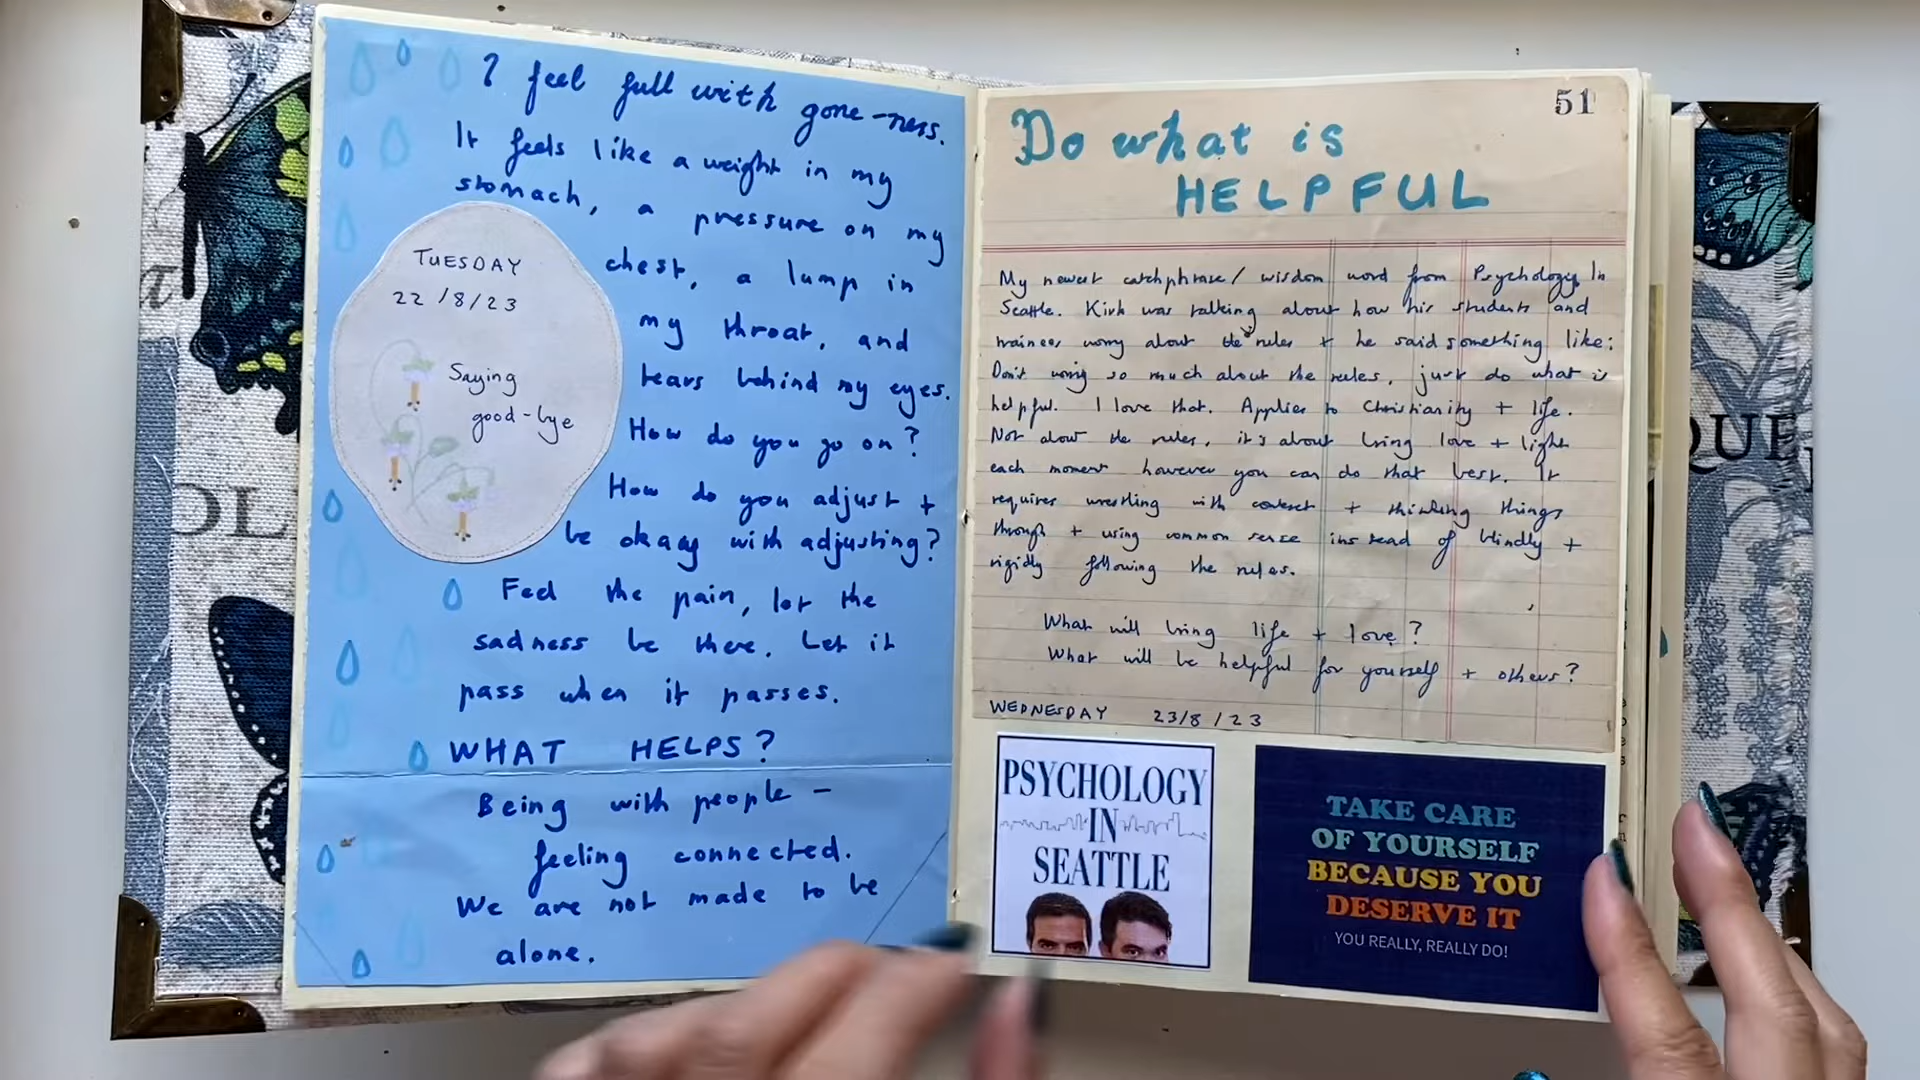 I feel full with gone-ness.
It feels like a weight in my
stomach, a pressure on my
chest, a lump in
my throat, and
tears behind my eyes.
How do you go on?
How do you adjust +
be okay with adjusting?
Feel the pain, let the
sadness be there. Let it
pass when it passes.
WHAT HELPS?
Being with people –
feeling connected.
We are not made to be
alone.
TUESDAY
22/8/23
Saying
good-bye
51
Do what is
HELPFUL
My newest catchphrase/ wisdom word from Psychology In
Seattle. Kirk was talking about how his students and
trainees worry about the rules + he said something like:
Don't worry so much about the rules, just do what is
helpful. I love that. Applies to Christianity + life.
Not about the rules, it's about bring love + light
each moment however you can do that best. It
requires wrestling with context + thinking things
through + using common sense instead of blindly +
rigidly following the rules.
What will bring life + love?
What will be helpful for yourself + others?
WEDNESDAY 23/8/23
PSYCHOLOGY
IN
SEATTLE
TAKE CARE
OF YOURSELF
BECAUSE YOU
DESERVE IT
YOU REALLY, REALLY DO!
OL
QUE